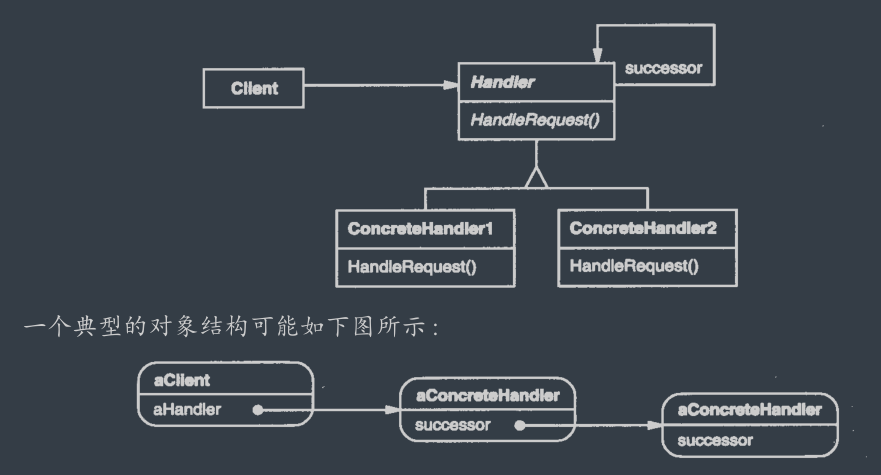 Client
Handler
successor
HandleRequest()
ConcreteHandler1
ConcreteHandler2
HandleRequest()
HandleRequest()
一个典型的对象结构可能如下图所示：
aClient
aHandler
aConcreteHandler
successor
aConcreteHandler
successor